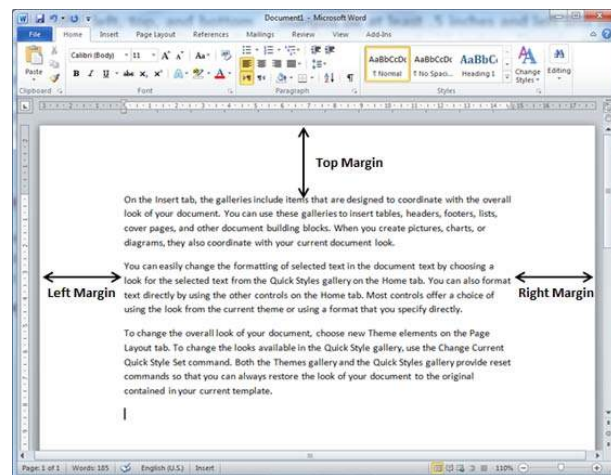 Document1 - Microsoft Word
File Home Insert Page Layout References Mailings Review View Add-Ins
Paste
Clipboard
Calibri (Body) 11
Font
Paragraph
AaBbCcDc AaBbCcDc AaBbC
¶ Normal ¶ No Spaci... Heading 1
Change Styles
Styles
Editing
Top Margin
On the Insert tab, the galleries include items that are designed to coordinate with the overall
look of your document. You can use these galleries to insert tables, headers, footers, lists,
cover pages, and other document building blocks. When you create pictures, charts, or
diagrams, they also coordinate with your current document look.
You can easily change the formatting of selected text in the document text by choosing a
look for the selected text from the Quick Styles gallery on the Home tab. You can also format
text directly by using the other controls on the Home tab. Most controls offer a choice of
using the look from the current theme or using a format that you specify directly.
Left Margin
Right Margin
To change the overall look of your document, choose new Theme elements on the Page
Layout tab. To change the looks available in the Quick Style gallery, use the Change Current
Quick Style Set command. Both the Themes gallery and the Quick Styles gallery provide reset
commands so that you can always restore the look of your document to the original
contained in your current template.
Page: 1 of 1 Words: 185 English (U.S.) Insert 110%